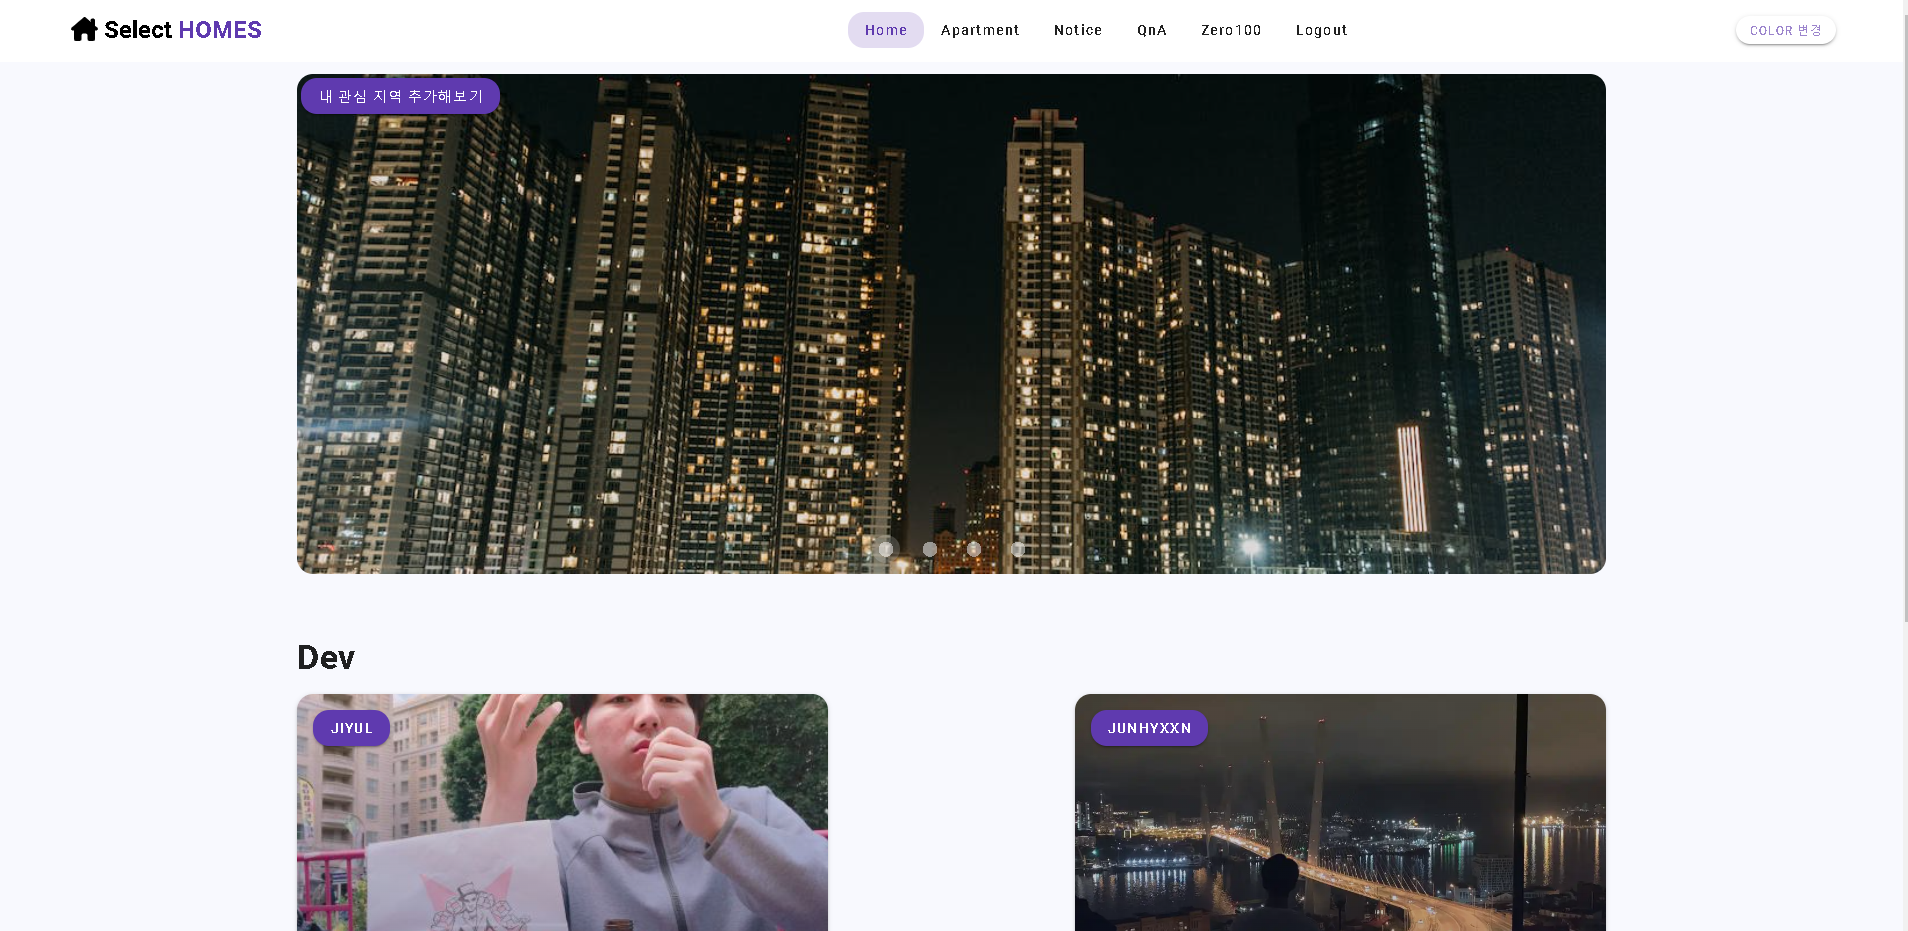 Select HOMES
Home Apartment Notice QnA Zero100 Logout
COLOR 변경
내 관심 지역 추가해보기
Dev
JIYUL
JUNHYXXN